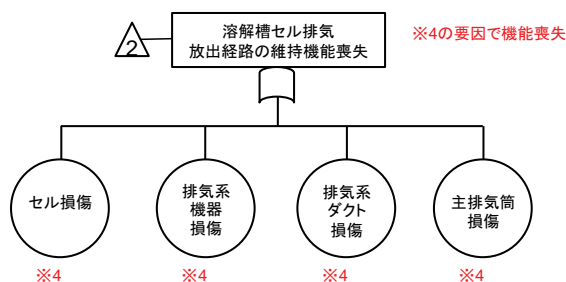 溶解槽セル排気
放出経路の維持機能喪失
※4の要因で機能喪失
2
セル損傷
排気系
機器
損傷
排気系
ダクト
損傷
主排気筒
損傷
※4
※4
※4
※4